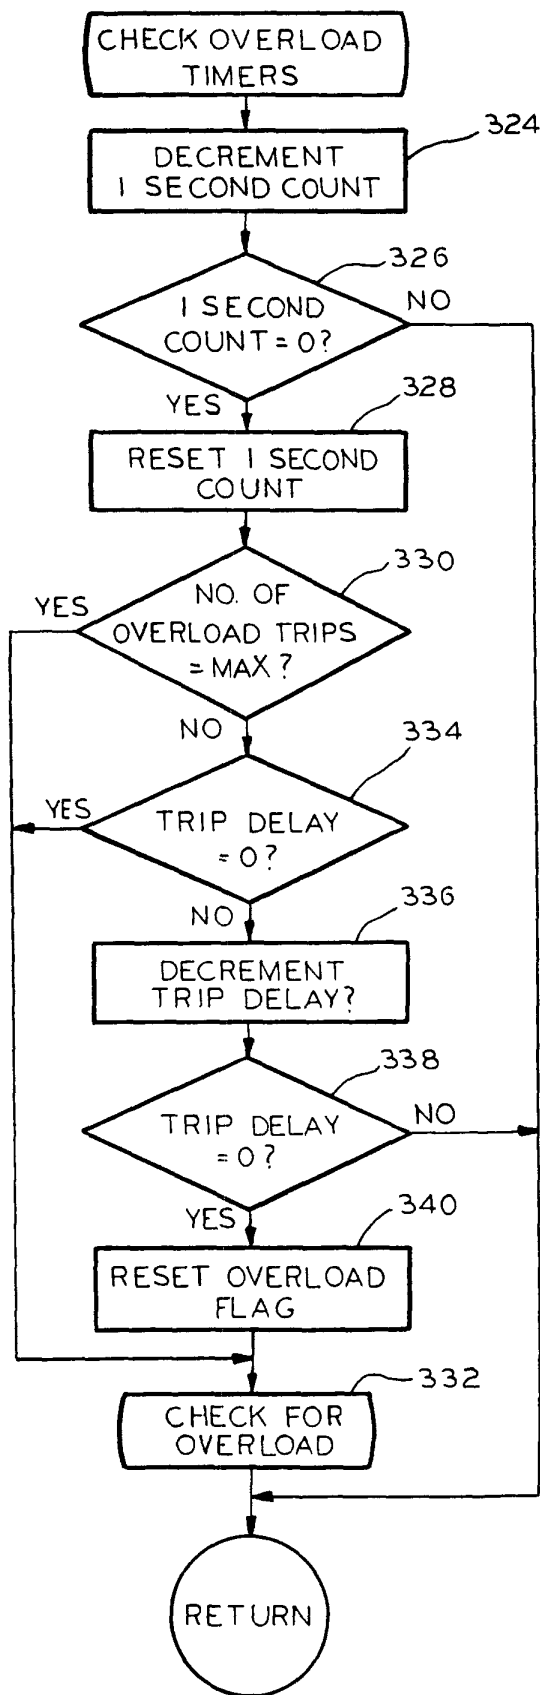 CHECK OVERLOAD
TIMERS
324
DECREMENT
1 SECOND COUNT
326
1 SECOND
COUNT = 0?
NO
YES
328
RESET 1 SECOND
COUNT
330
YES
NO. OF
OVERLOAD TRIPS
= MAX?
NO
334
YES
TRIP DELAY
= 0?
NO
336
DECREMENT
TRIP DELAY?
338
TRIP DELAY
= 0?
NO
YES
340
RESET OVERLOAD
FLAG
332
CHECK FOR
OVERLOAD
RETURN